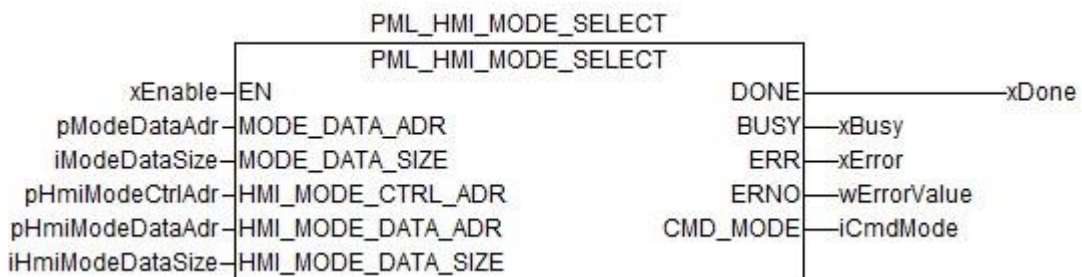 PML_HMI_MODE_SELECT
PML_HMI_MODE_SELECT
xEnable EN DONE xDone
pModeDataAdr MODE_DATA_ADR BUSY xBusy
iModeDataSize MODE_DATA_SIZE ERR xError
pHmiModeCtrlAdr HMI_MODE_CTRL_ADR ERNO wErrorValue
pHmiModeDataAdr HMI_MODE_DATA_ADR CMD_MODE iCmdMode
iHmiModeDataSize HMI_MODE_DATA_SIZE